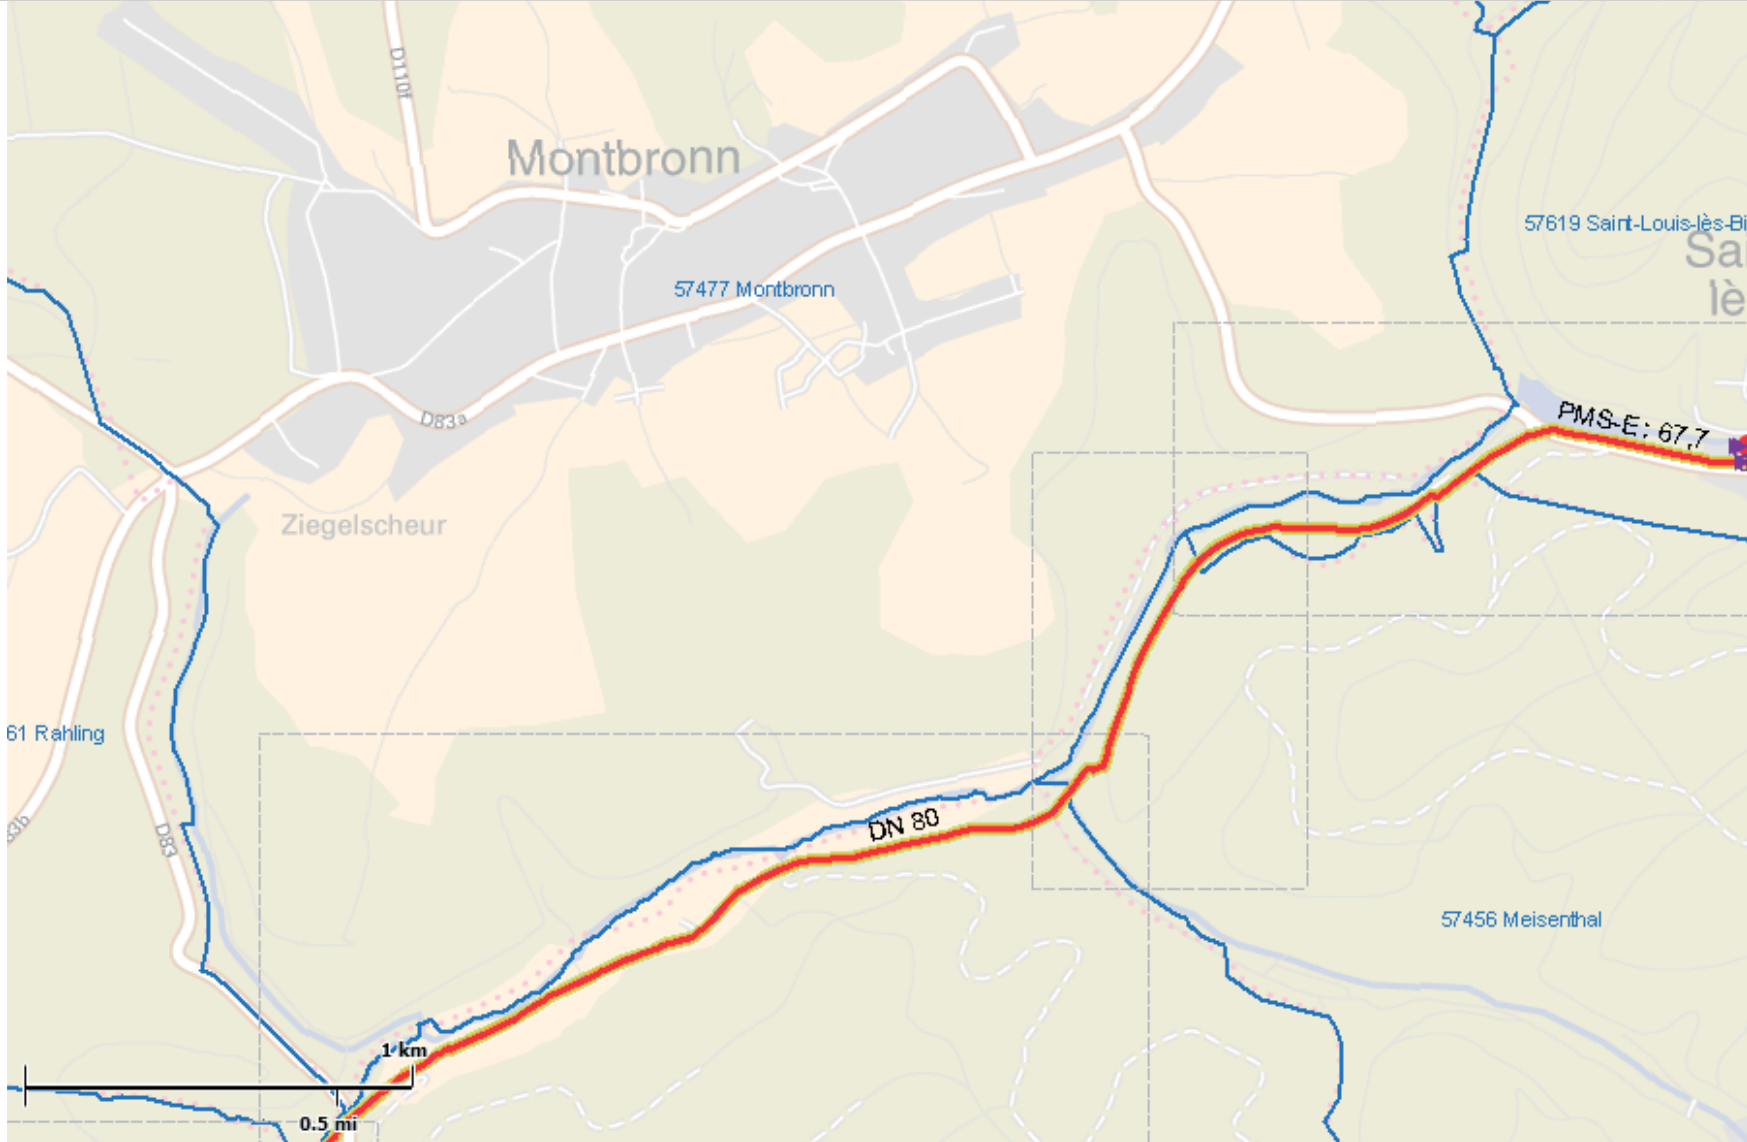 D110f
Montbronn
57619 Saint-Louis-lès-Bi
Sai
lè
57477 Montbronn
D83a
PMS-E : 67,7
Ziegelscheur
61 Rahling
DN 80
D83
57456 Meisenthal
1 km
0.5 mi